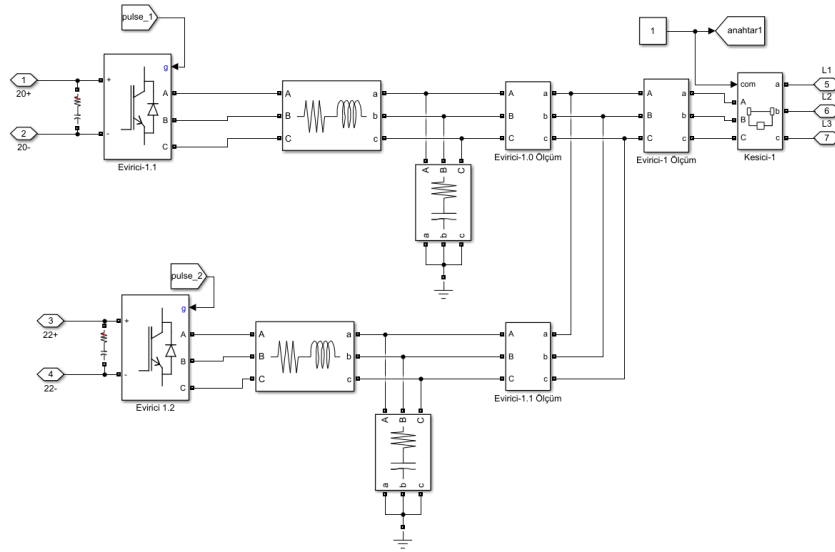 pulse_1
1
anahtar1
L1
1
20+
+
g
A
A
a
A
a
A
a
com
a
5
L2
A
B
B
b
B
b
B
b
B
b
6
L3
2
20-
-
C
C
c
C
c
C
c
C
c
7
Evirici-1.1
Evirici-1.0 Ölçüm
Evirici-1 Ölçüm
Kesici-1
A
B
C
a
b
c
pulse_2
3
22+
+
g
A
A
a
A
a
B
B
b
B
b
4
22-
-
C
C
c
C
c
Evirici 1.2
Evirici-1.1 Ölçüm
A
B
C
a
b
c